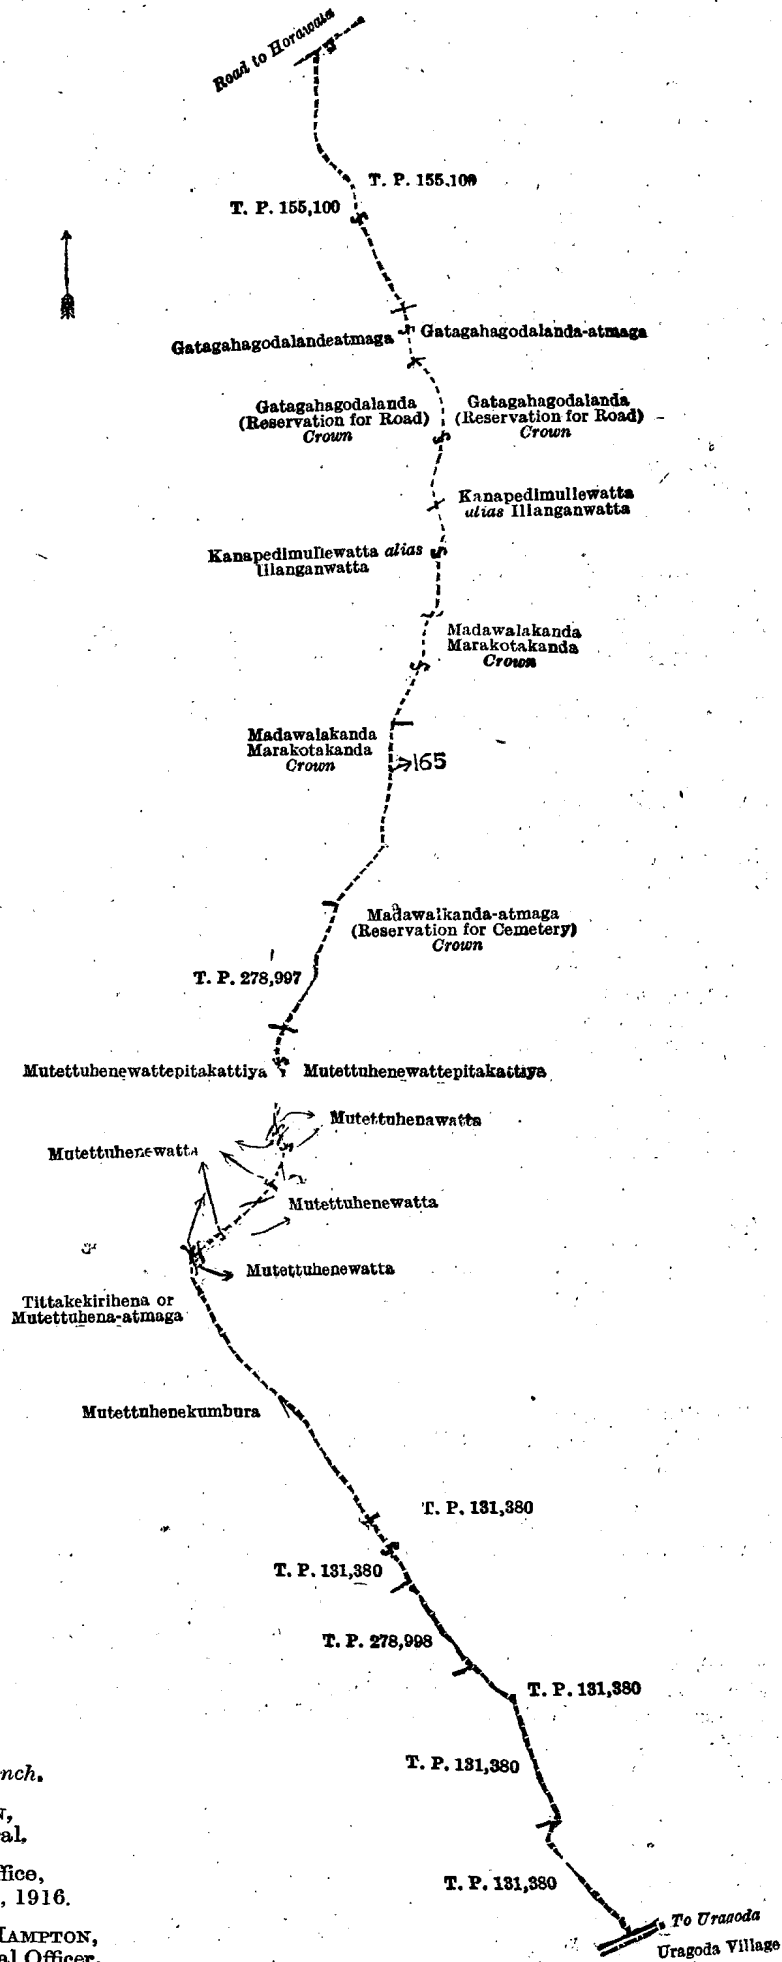 Road to Horawala
T. P. 155,100
T. P. 155,100
Gatagahagodalandeatmaga
Gatagahagodalanda-atmaga
Gatagahagodalanda
(Reservation for Road)
Crown
Gatagahagodalanda
(Reservation for Road)
Crown
Kanapedimullewatta
alias Illanganwatta
Kanapedimullewatta alias
Illanganwatta
Madawalakanda
Marakotakanda
Crown
Madawalakanda
Marakotakanda
Crown
165
Madawalkanda-atmaga
(Reservation for Cemetery)
Crown
T. P. 278,997
Mutettuhenewattepitakattiya
Mutettuhenewattepitakattiya
Mutettuhenawatta
Mutettuhenewatta
Mutettuhenewatta
Mutettuhenewatta
Tittakekirihena or
Mutettuhena-atmaga
Mutettuhenekumbura
T. P. 131,380
T. P. 131,380
T. P. 278,998
T. P. 131,380
T. P. 131,380
nch.
al,
ffice,
, 1916.
T. P. 131,380
HAMPTON,
al Officer.
To Uragoda
Uragoda Village